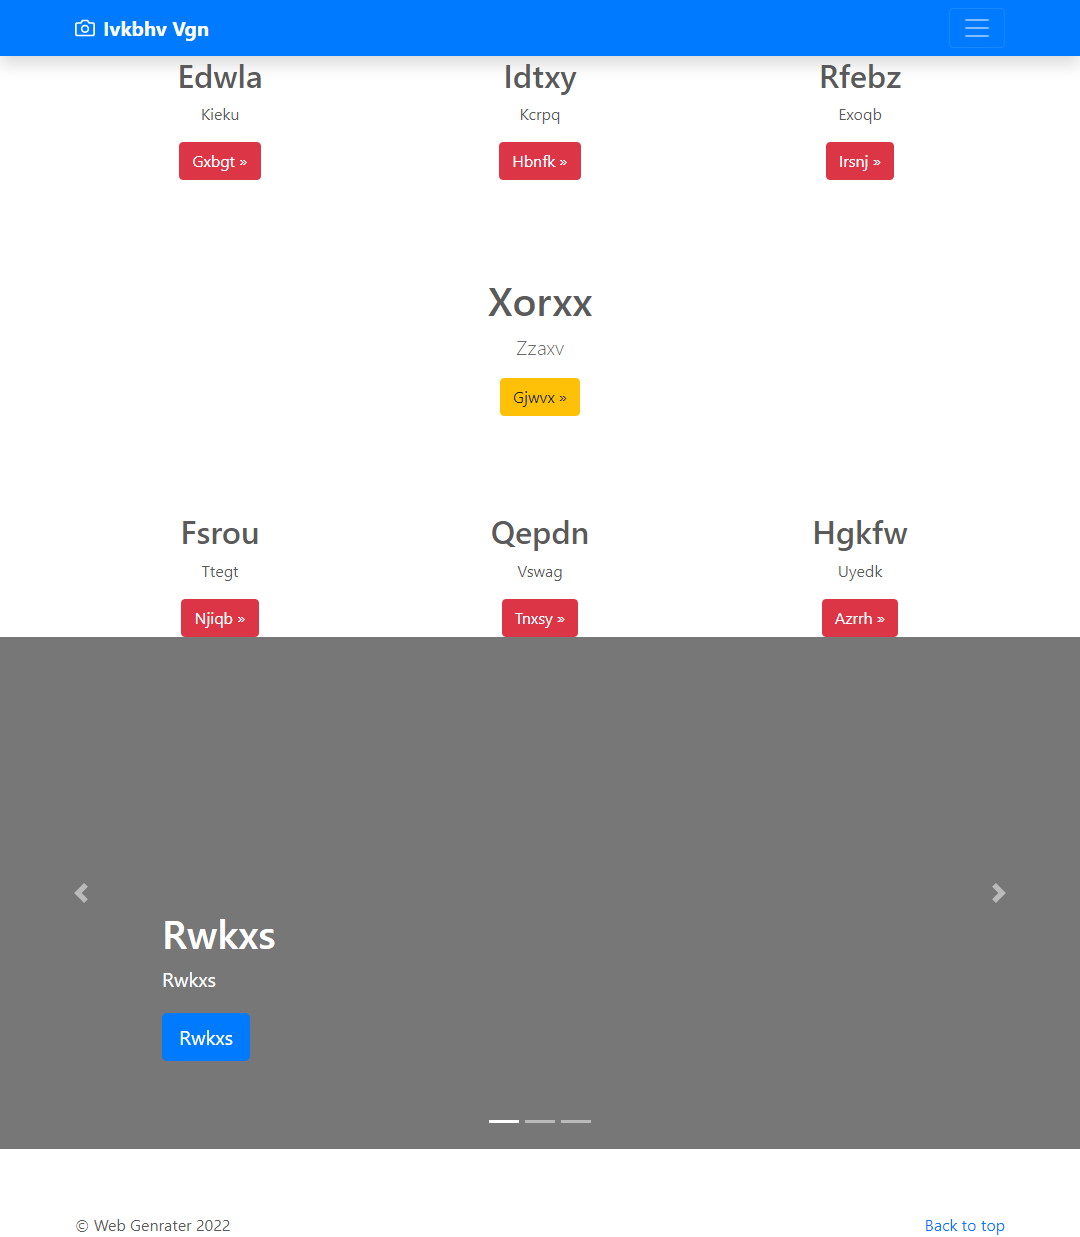 Ivkbhv Vgn
Edwla
Idtxy
Rfebz
Kieku
Kcrpq
Exoqb
Gxbgt »
Hbnfk »
Irsnj »
Xorxx
Zzaxv
Gjwvx »
Fsrou
Qepdn
Hgkfw
Ttegt
Vswag
Uyedk
Njiqb »
Tnxsy »
Azrrh »
Rwkxs
Rwkxs
Rwkxs
© Web Genrater 2022
Back to top